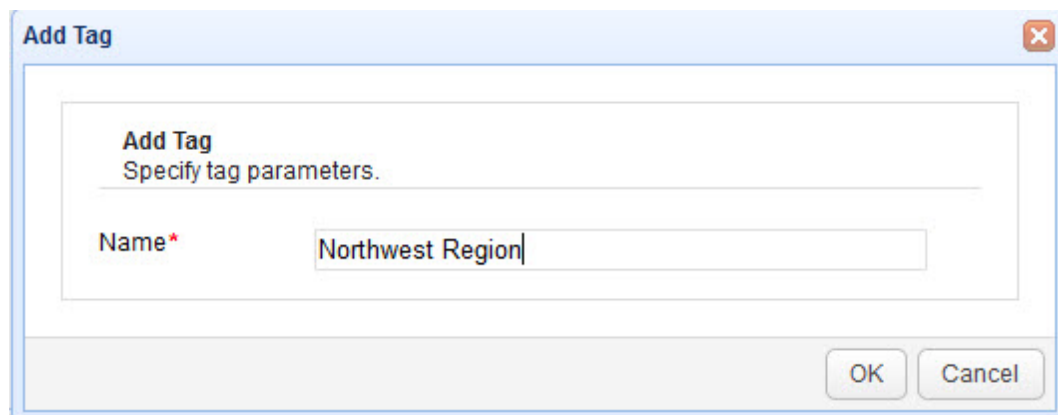 Add Tag
Add Tag
Specify tag parameters.
Name* Northwest Region
OK Cancel